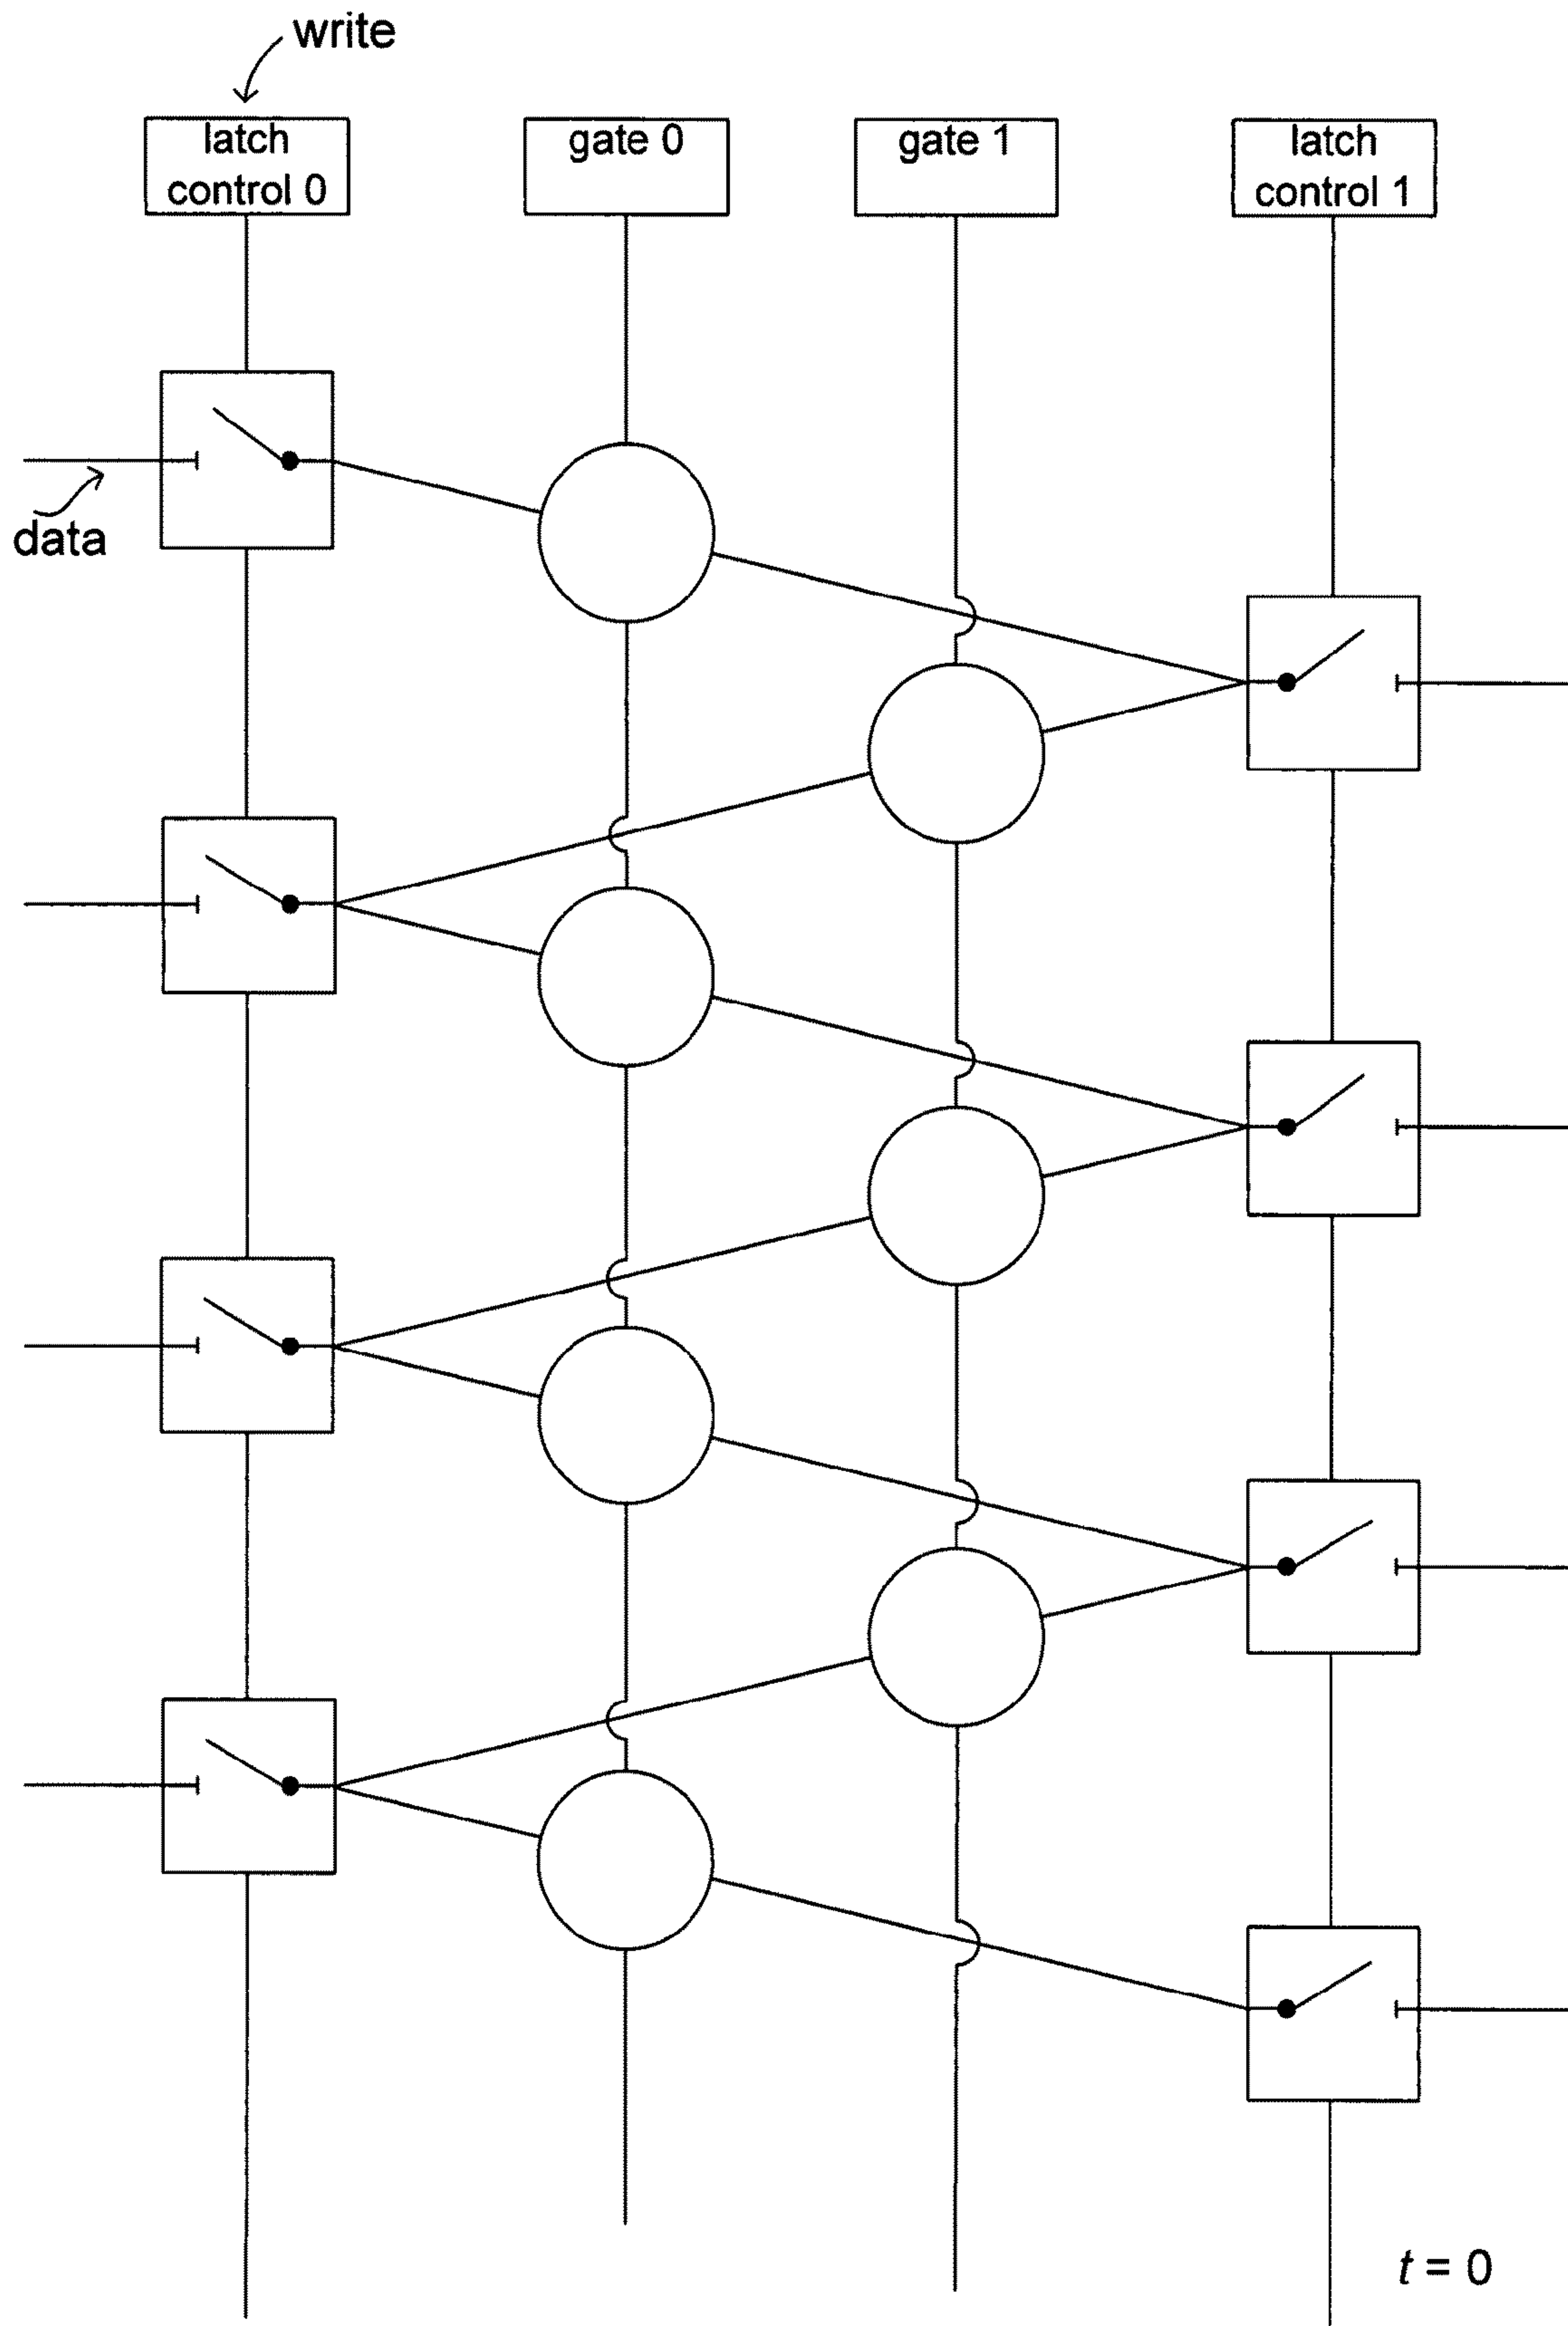 write
latch
control 0
gate 0
gate 1
latch
control 1
data
t = 0